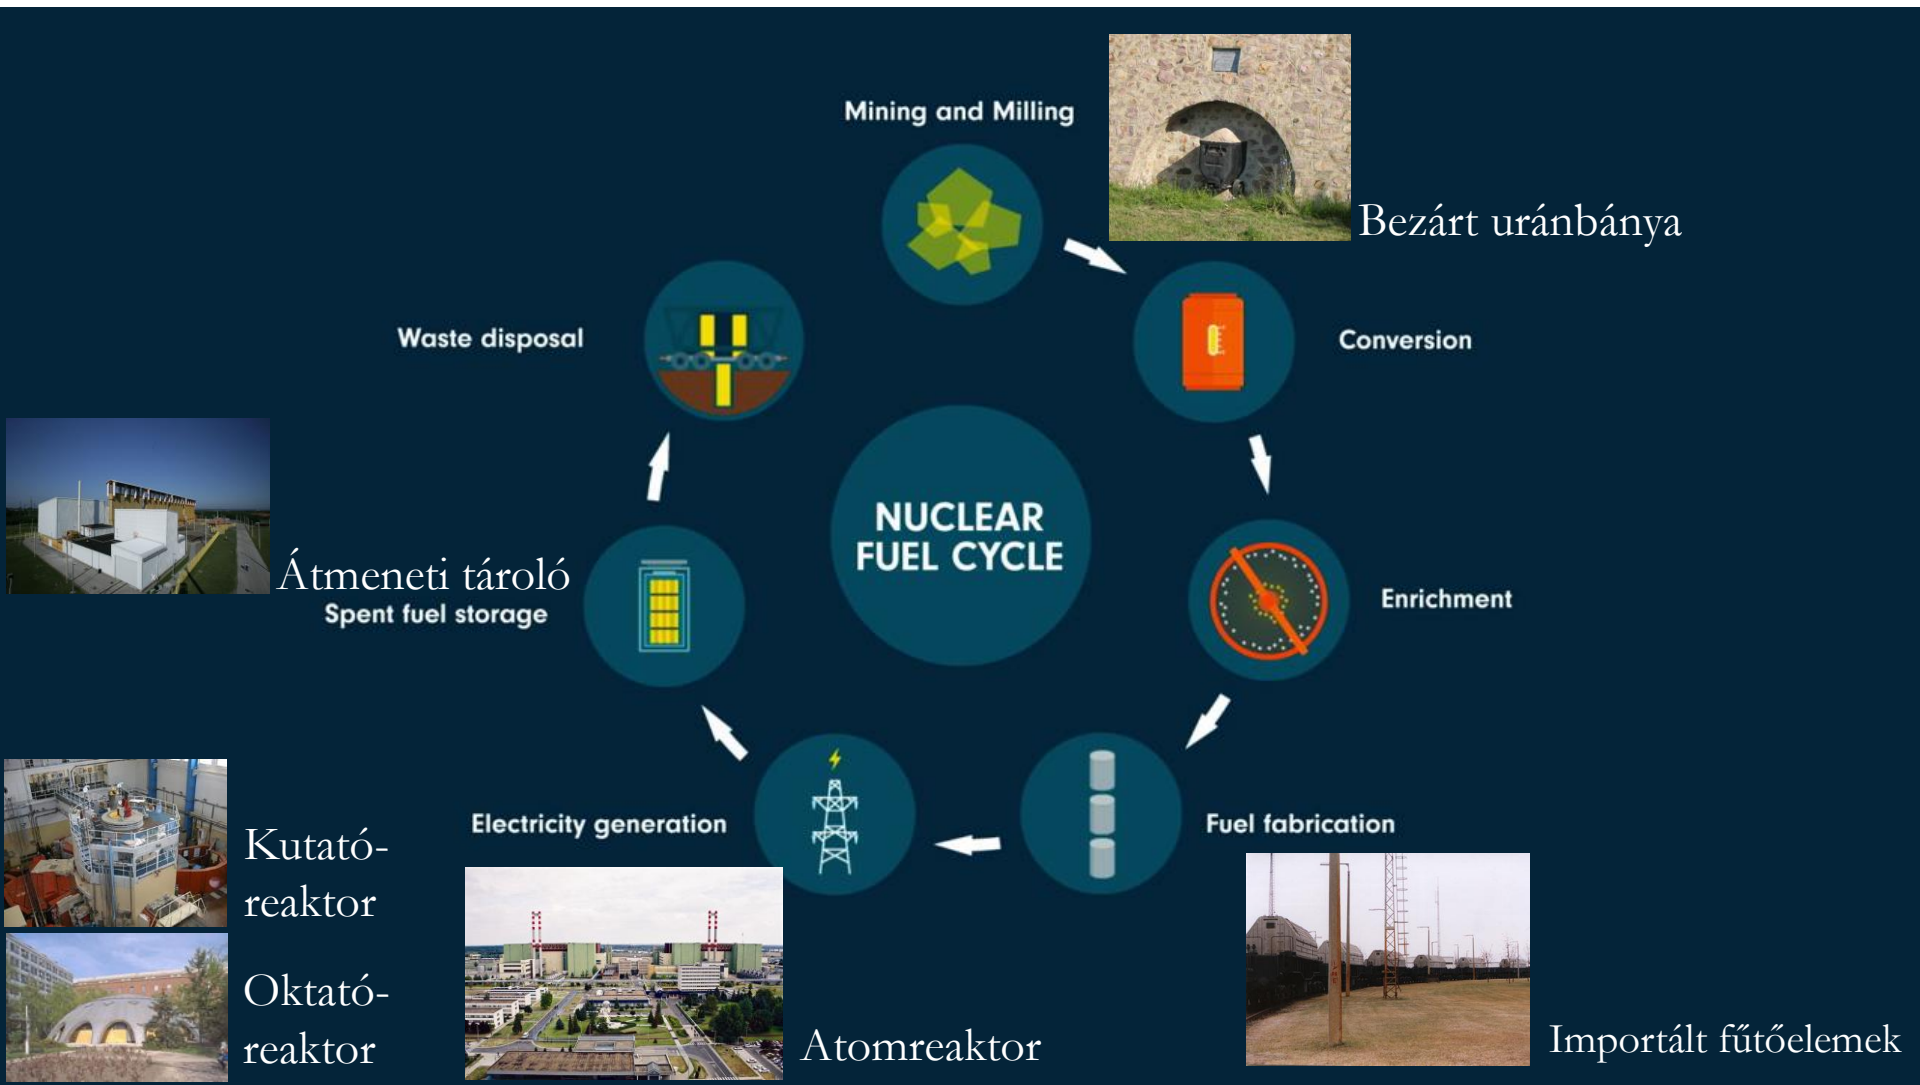 Mining and Milling
Bezárt uránbánya
Conversion
Waste disposal
NUCLEAR
FUEL CYCLE
Átmeneti tároló
Spent fuel storage
Enrichment
Electricity generation
Fuel fabrication
Kutató-
reaktor
Oktató-
reaktor
Atomreaktor
Importált fűtőelemek